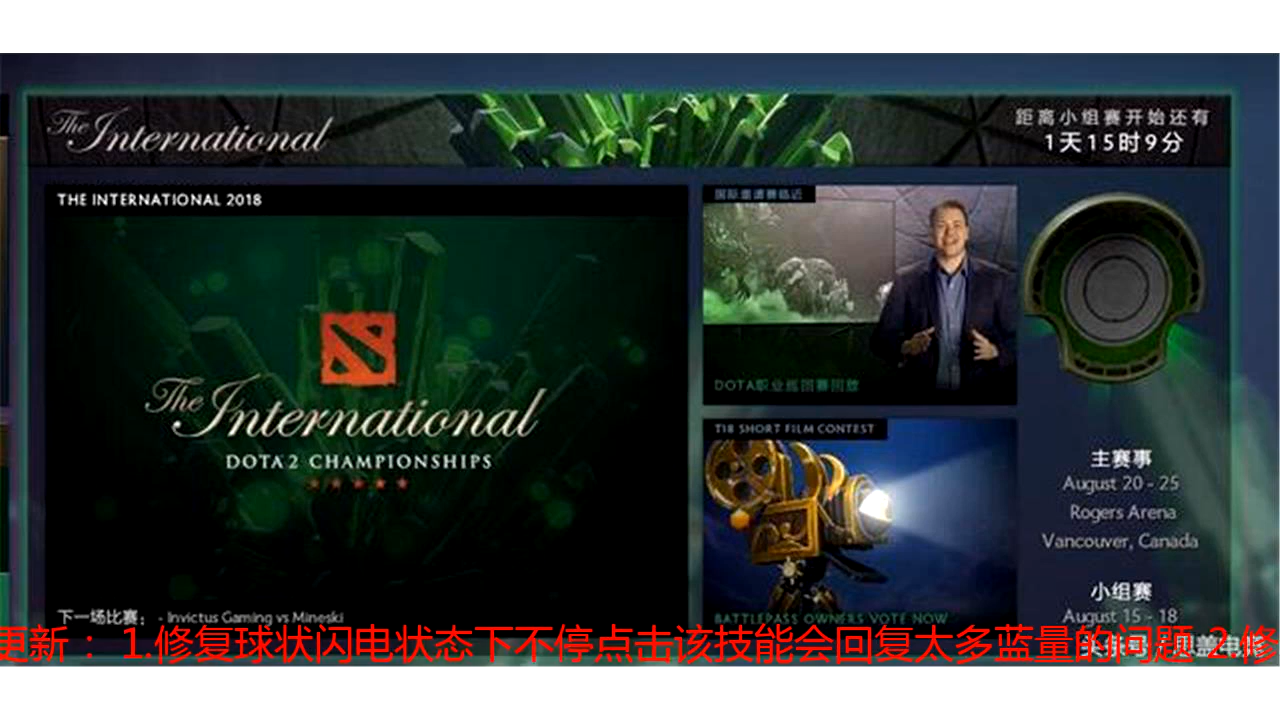 The International
距离小组赛开始还有
1天15时9分
THE INTERNATIONAL 2018
The International
DOTA 2 CHAMPIONSHIPS
国际邀请赛临近
DOTA职业巡回赛回放
TI8 SHORT FILM CONTEST
BATTLEPASS OWNERS VOTE NOW
主赛事
August 20 - 25
Rogers Arena
Vancouver, Canada
小组赛
August 15 - 18
下一场比赛： - Invictus Gaming vs Mineski
更新： 1.修复球状闪电状态下不停点击该技能会回复太多蓝量的问题 2.修